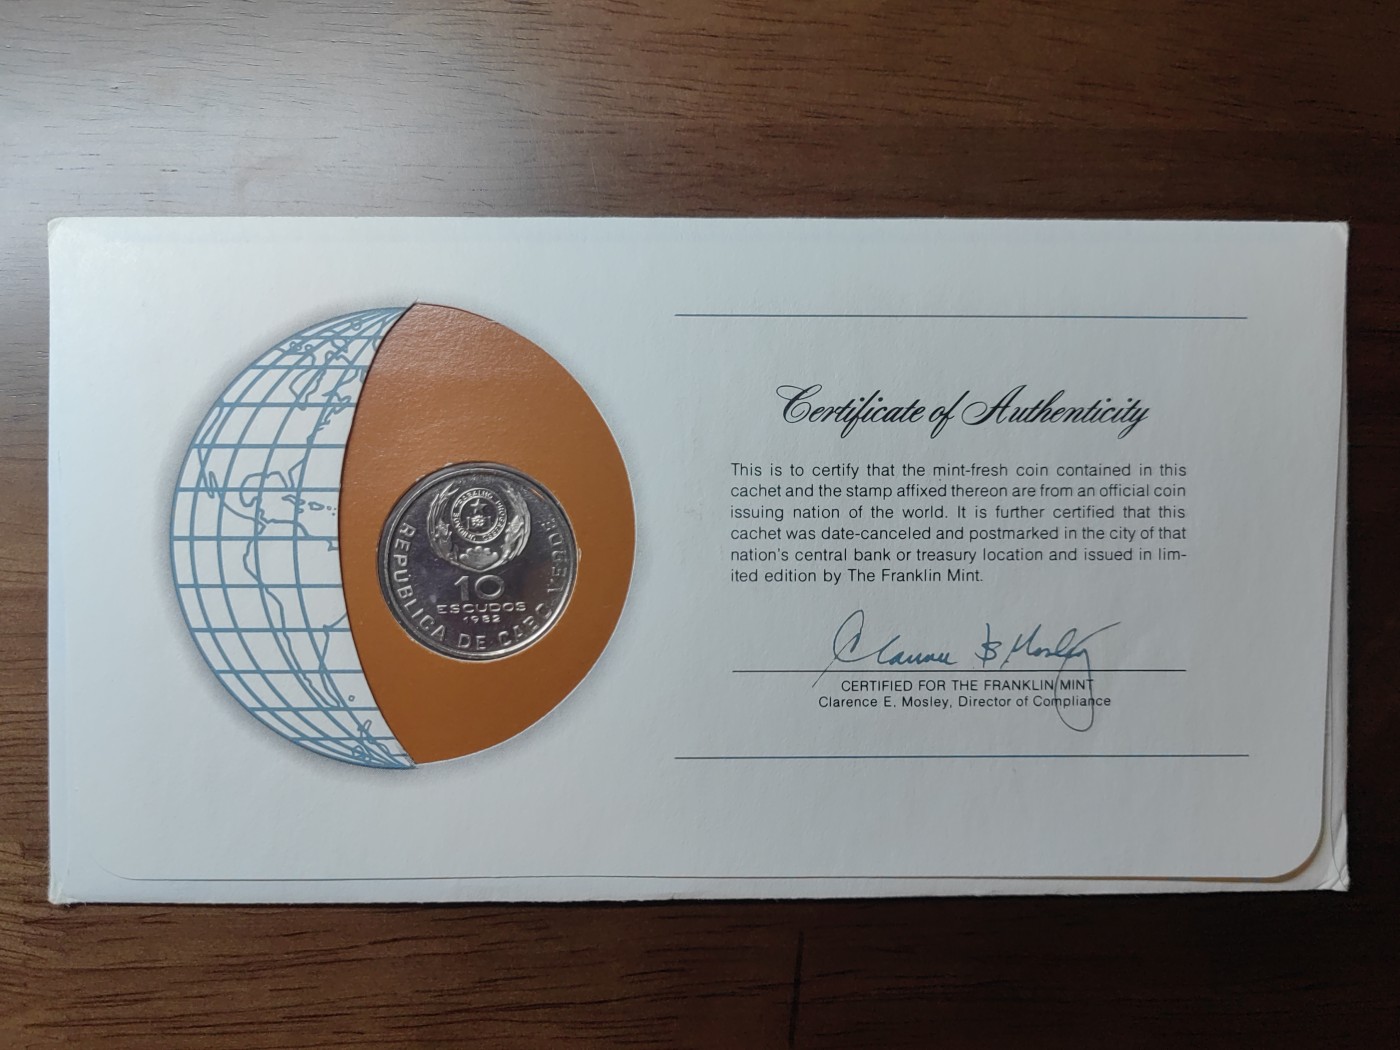 REPÚBLICA DE CABO VERDE
10
ESCUDOS
1982
Certificate of Authenticity
This is to certify that the mint-fresh coin contained in this
cachet and the stamp affixed thereon are from an official coin
issuing nation of the world. It is further certified that this
cachet was date-canceled and postmarked in the city of that
nation's central bank or treasury location and issued in lim-
ited edition by The Franklin Mint.
CERTIFIED FOR THE FRANKLIN MINT
Clarence E. Mosley, Director of Compliance